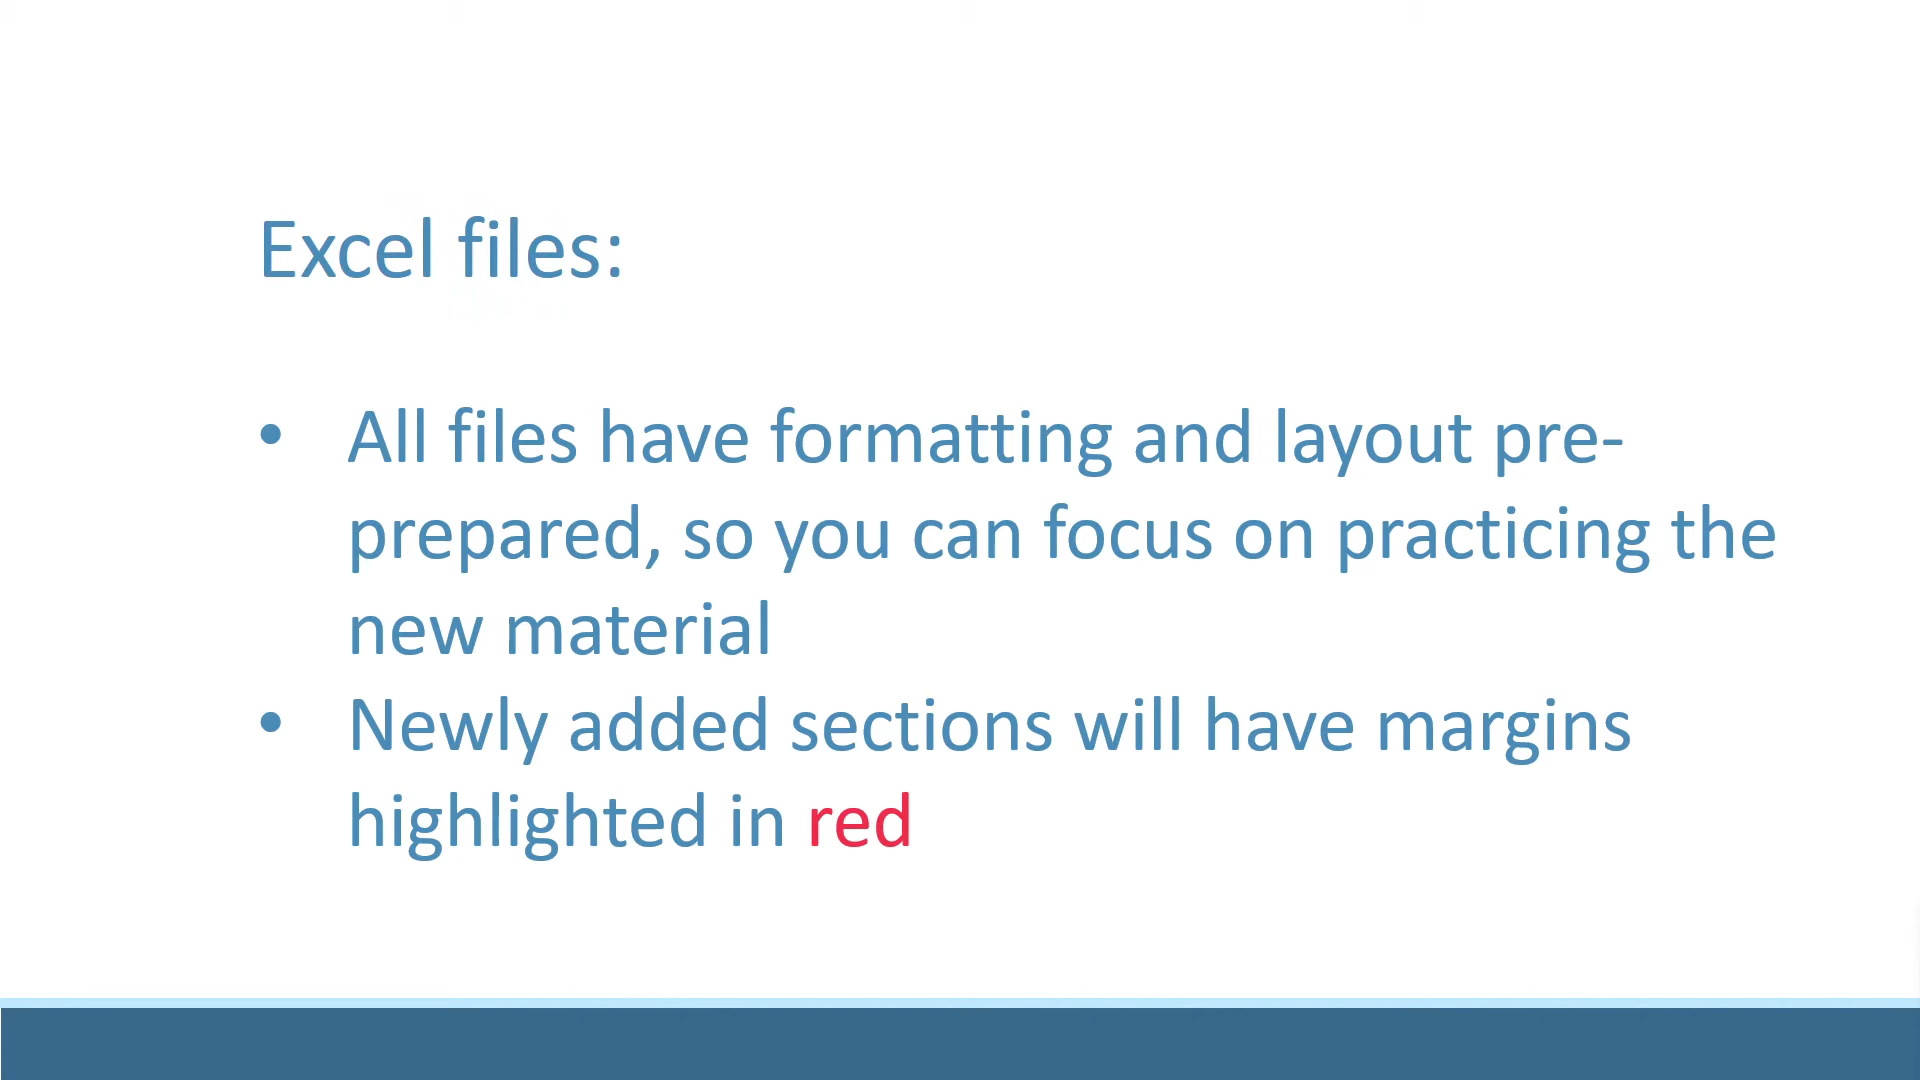 Excel files:
• All files have formatting and layout pre-
prepared, so you can focus on practicing the
new material
• Newly added sections will have margins
highlighted in red